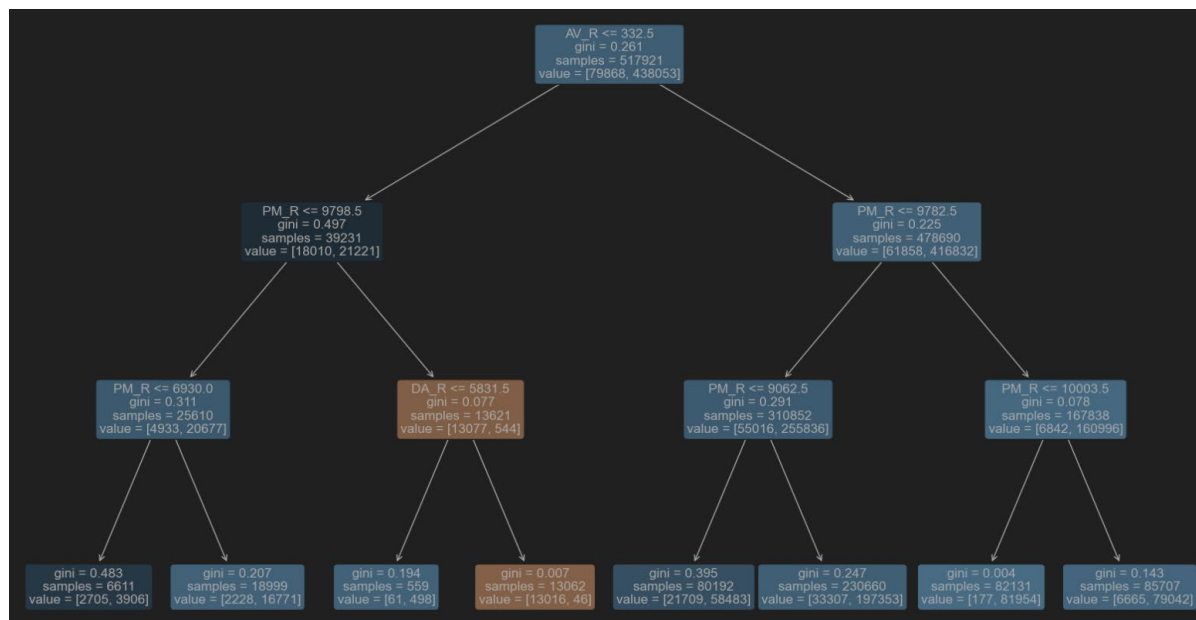 AV_R <= 332.5
gini = 0.261
samples = 517921
value = [79868, 438053]
PM_R <= 9798.5
gini = 0.497
samples = 39231
value = [18010, 21221]
PM_R <= 9782.5
gini = 0.225
samples = 478690
value = [61858, 416832]
PM_R <= 6930.0
gini = 0.311
samples = 25610
value = [4933, 20677]
DA_R <= 5831.5
gini = 0.077
samples = 13621
value = [13077, 544]
PM_R <= 9062.5
gini = 0.291
samples = 310852
value = [55016, 255836]
PM_R <= 10003.5
gini = 0.078
samples = 167838
value = [6842, 160996]
gini = 0.483
samples = 6611
value = [2705, 3906]
gini = 0.207
samples = 18999
value = [2228, 16771]
gini = 0.194
samples = 559
value = [61, 498]
gini = 0.007
samples = 13062
value = [13016, 46]
gini = 0.395
samples = 80192
value = [21709, 58483]
gini = 0.247
samples = 230660
value = [33307, 197353]
gini = 0.004
samples = 82131
value = [177, 81954]
gini = 0.143
samples = 85707
value = [6665, 79042]